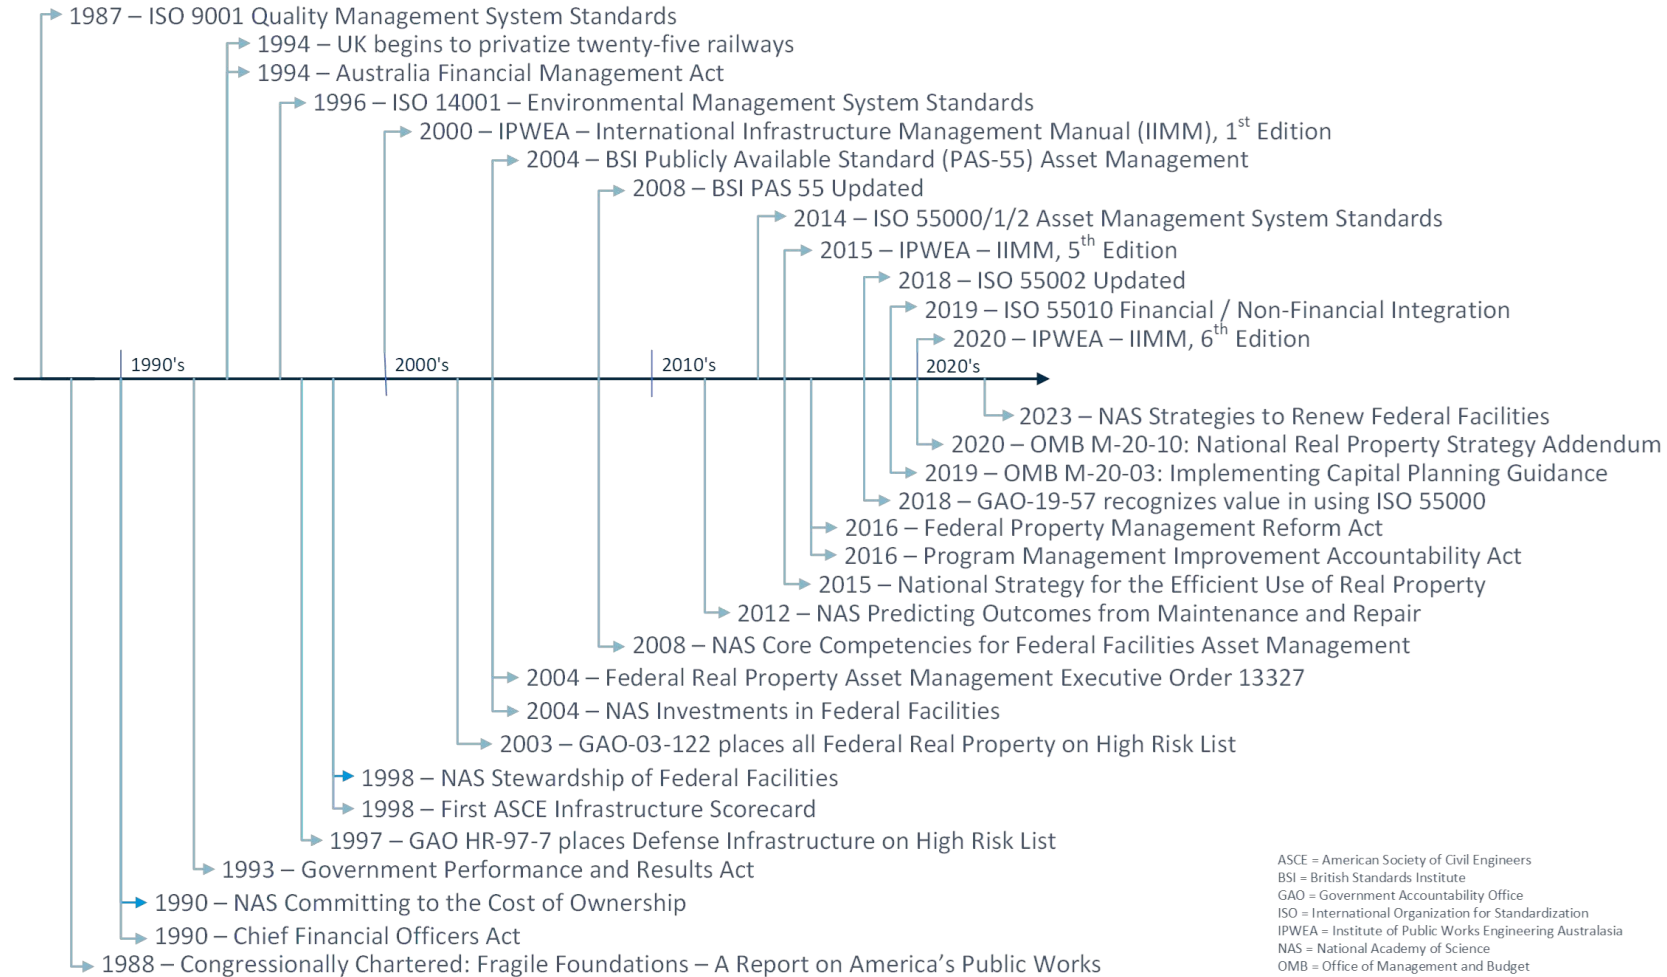 1987 – ISO 9001 Quality Management System Standards
1994 – UK begins to privatize twenty-five railways
1994 – Australia Financial Management Act
1996 – ISO 14001 – Environmental Management System Standards
2000 – IPWEA – International Infrastructure Management Manual (IIMM), 1st Edition
2004 – BSI Publicly Available Standard (PAS-55) Asset Management
2008 – BSI PAS 55 Updated
2014 – ISO 55000/1/2 Asset Management System Standards
2015 – IPWEA – IIMM, 5th Edition
2018 – ISO 55002 Updated
2019 – ISO 55010 Financial / Non-Financial Integration
2020 – IPWEA – IIMM, 6th Edition
1990's
2000's
2010's
2020's
2023 – NAS Strategies to Renew Federal Facilities
2020 – OMB M-20-10: National Real Property Strategy Addendum
2019 – OMB M-20-03: Implementing Capital Planning Guidance
2018 – GAO-19-57 recognizes value in using ISO 55000
2016 – Federal Property Management Reform Act
2016 – Program Management Improvement Accountability Act
2015 – National Strategy for the Efficient Use of Real Property
2012 – NAS Predicting Outcomes from Maintenance and Repair
2008 – NAS Core Competencies for Federal Facilities Asset Management
2004 – Federal Real Property Asset Management Executive Order 13327
2004 – NAS Investments in Federal Facilities
2003 – GAO-03-122 places all Federal Real Property on High Risk List
1998 – NAS Stewardship of Federal Facilities
1998 – First ASCE Infrastructure Scorecard
1997 – GAO HR-97-7 places Defense Infrastructure on High Risk List
1993 – Government Performance and Results Act
1990 – NAS Committing to the Cost of Ownership
1990 – Chief Financial Officers Act
1988 – Congressionally Chartered: Fragile Foundations – A Report on America's Public Works
ASCE = American Society of Civil Engineers
BSI = British Standards Institute
GAO = Government Accountability Office
ISO = International Organization for Standardization
IPWEA = Institute of Public Works Engineering Australasia
NAS = National Academy of Science
OMB = Office of Management and Budget